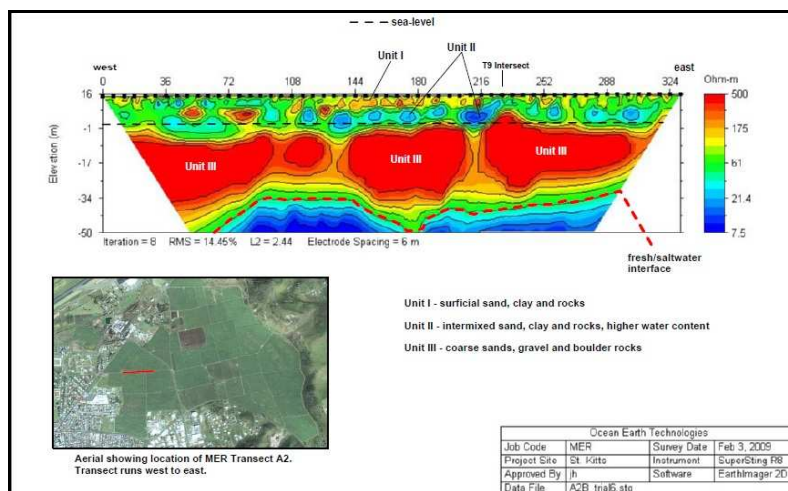 — — — sea-level
Unit I
Unit II
T9 Intersect
west
east
0 36 72 108 144 180 216 252 288 324
Ohm-m
16
-1
-17
-34
-50
Elevation (m)
Unit III
Unit III
Unit III
500
175
61
21.4
7.5
Iteration = 8 RMS = 14.45% L2 = 2.44 Electrode Spacing = 6 m
fresh/saltwater
interface
Unit I - surficial sand, clay and rocks
Unit II - intermixed sand, clay and rocks, higher water content
Unit III - coarse sands, gravel and boulder rocks
Aerial showing location of MER Transect A2.
Transect runs west to east.
Ocean Earth Technologies
Job Code MER Survey Date Feb 3, 2009
Project Site St. Kitts Instrument SuperSting R8
Approved By jh Software EarthImager 2D
Data File A2B_trial6.stg